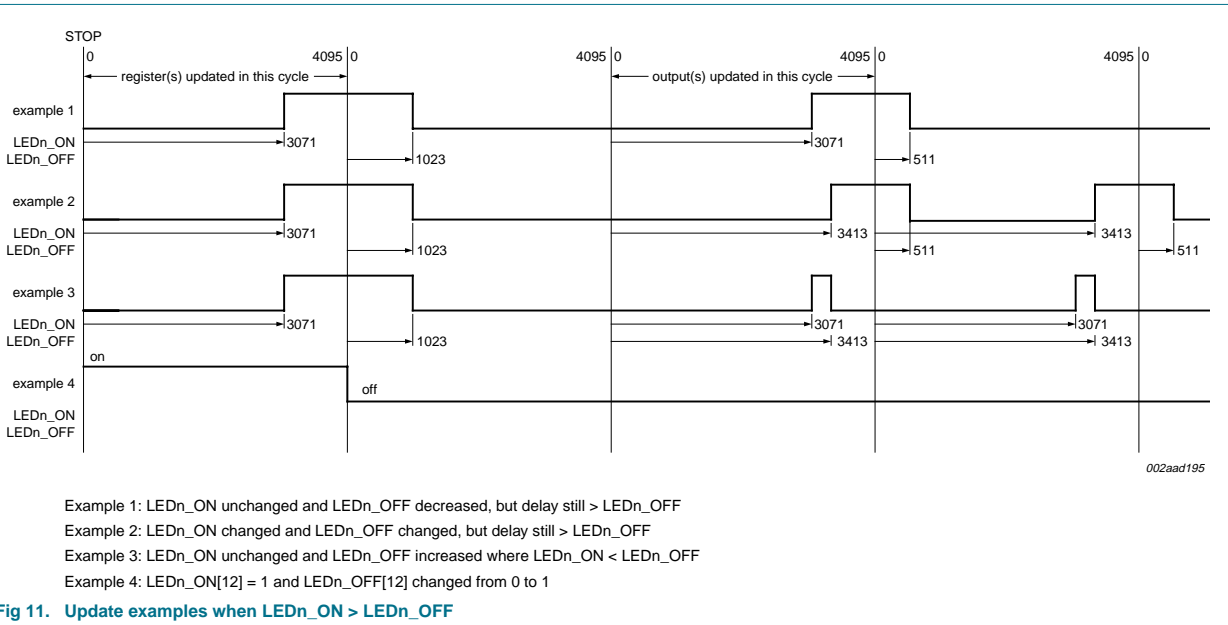 STOP
0 4095 0 4095 0 4095 0 4095 0
register(s) updated in this cycle output(s) updated in this cycle
example 1
LEDn_ON 3071 3071
LEDn_OFF 1023 511
example 2
LEDn_ON 3071 3413 3413
LEDn_OFF 1023 511 511
example 3
LEDn_ON 3071 3071 3071
LEDn_OFF 1023 3413 3413
on
example 4 off
LEDn_ON
LEDn_OFF
002aad195
Example 1: LEDn_ON unchanged and LEDn_OFF decreased, but delay still > LEDn_OFF
Example 2: LEDn_ON changed and LEDn_OFF changed, but delay still > LEDn_OFF
Example 3: LEDn_ON unchanged and LEDn_OFF increased where LEDn_ON < LEDn_OFF
Example 4: LEDn_ON[12] = 1 and LEDn_OFF[12] changed from 0 to 1
Fig 11. Update examples when LEDn_ON > LEDn_OFF